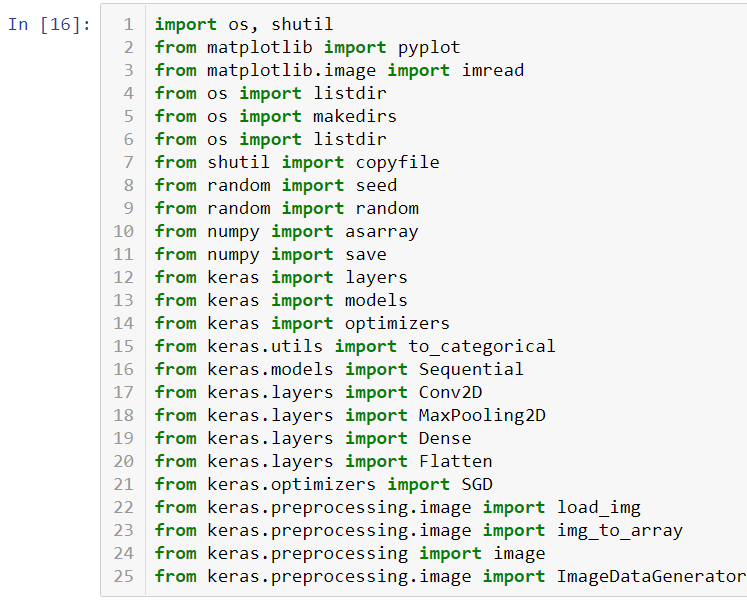 In [16]:
1 import os, shutil
2 from matplotlib import pyplot
3 from matplotlib.image import imread
4 from os import listdir
5 from os import makedirs
6 from os import listdir
7 from shutil import copyfile
8 from random import seed
9 from random import random
10 from numpy import asarray
11 from numpy import save
12 from keras import layers
13 from keras import models
14 from keras import optimizers
15 from keras.utils import to_categorical
16 from keras.models import Sequential
17 from keras.layers import Conv2D
18 from keras.layers import MaxPooling2D
19 from keras.layers import Dense
20 from keras.layers import Flatten
21 from keras.optimizers import SGD
22 from keras.preprocessing.image import load_img
23 from keras.preprocessing.image import img_to_array
24 from keras.preprocessing import image
25 from keras.preprocessing.image import ImageDataGenerator